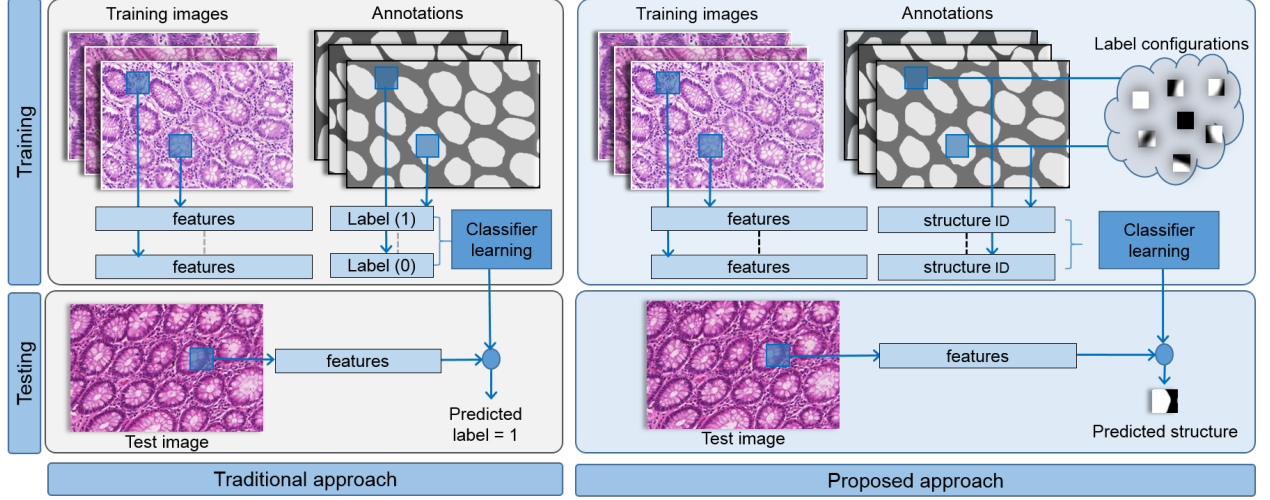 Training
Training images
Annotations
features
features
Label (1)
Label (0)
Classifier
learning
Training images
Annotations
Label configurations
features
features
structure ID
structure ID
Classifier
learning
Testing
Test image
features
Predicted
label = 1
Test image
features
Predicted structure
Traditional approach
Proposed approach